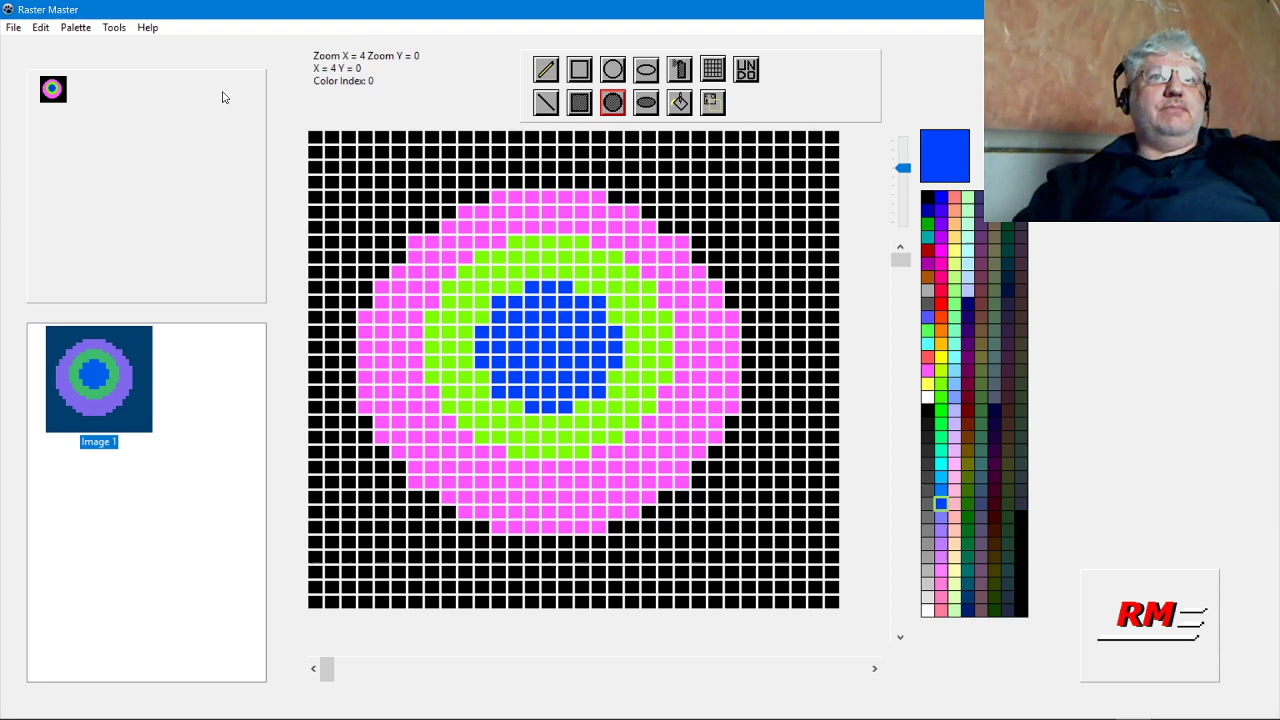 Raster Master
File Edit Palette Tools Help
Zoom X = 4 Zoom Y = 0
X = 4 Y = 0
Color Index: 0
UN
DO
Image 1
RM